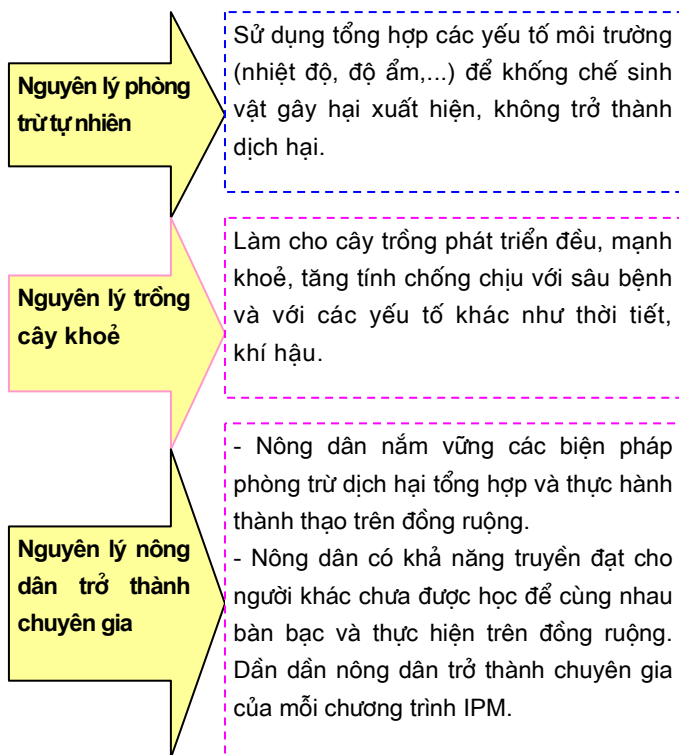 Nguyên lý phòng
trừ tự nhiên
Sử dụng tổng hợp các yếu tố môi trường
(nhiệt độ, độ ẩm,...) để khống chế sinh
vật gây hại xuất hiện, không trở thành
dịch hại.
Nguyên lý trồng
cây khoẻ
Làm cho cây trồng phát triển đều, mạnh
khoẻ, tăng tính chống chịu với sâu bệnh
và với các yếu tố khác như thời tiết,
khí hậu.
Nguyên lý nông
dân trở thành
chuyên gia
- Nông dân nắm vững các biện pháp
phòng trừ dịch hại tổng hợp và thực hành
thành thạo trên đồng ruộng.
- Nông dân có khả năng truyền đạt cho
người khác chưa được học để cùng nhau
bàn bạc và thực hiện trên đồng ruộng.
Dần dần nông dân trở thành chuyên gia
của mỗi chương trình IPM.